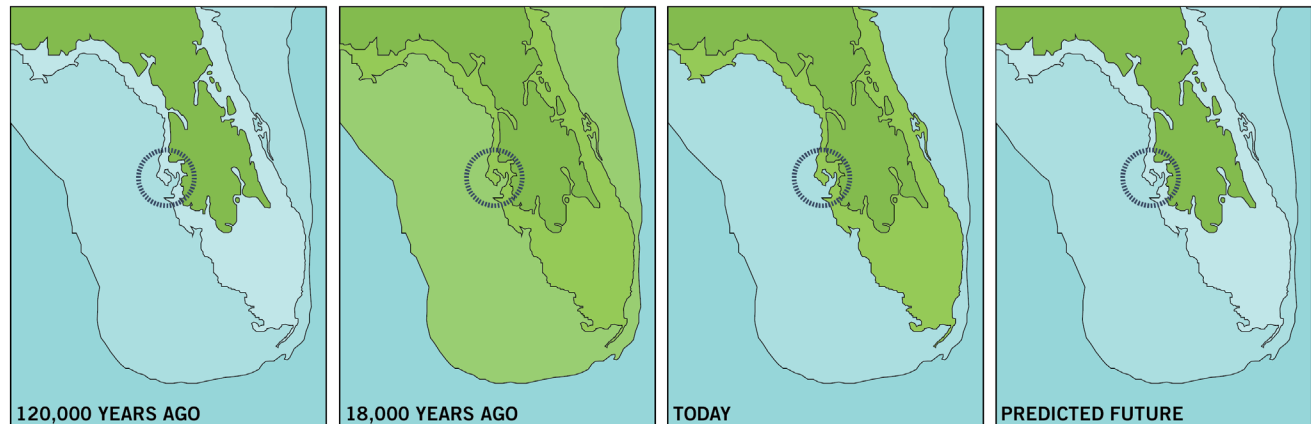 120,000 YEARS AGO
18,000 YEARS AGO
TODAY
PREDICTED FUTURE